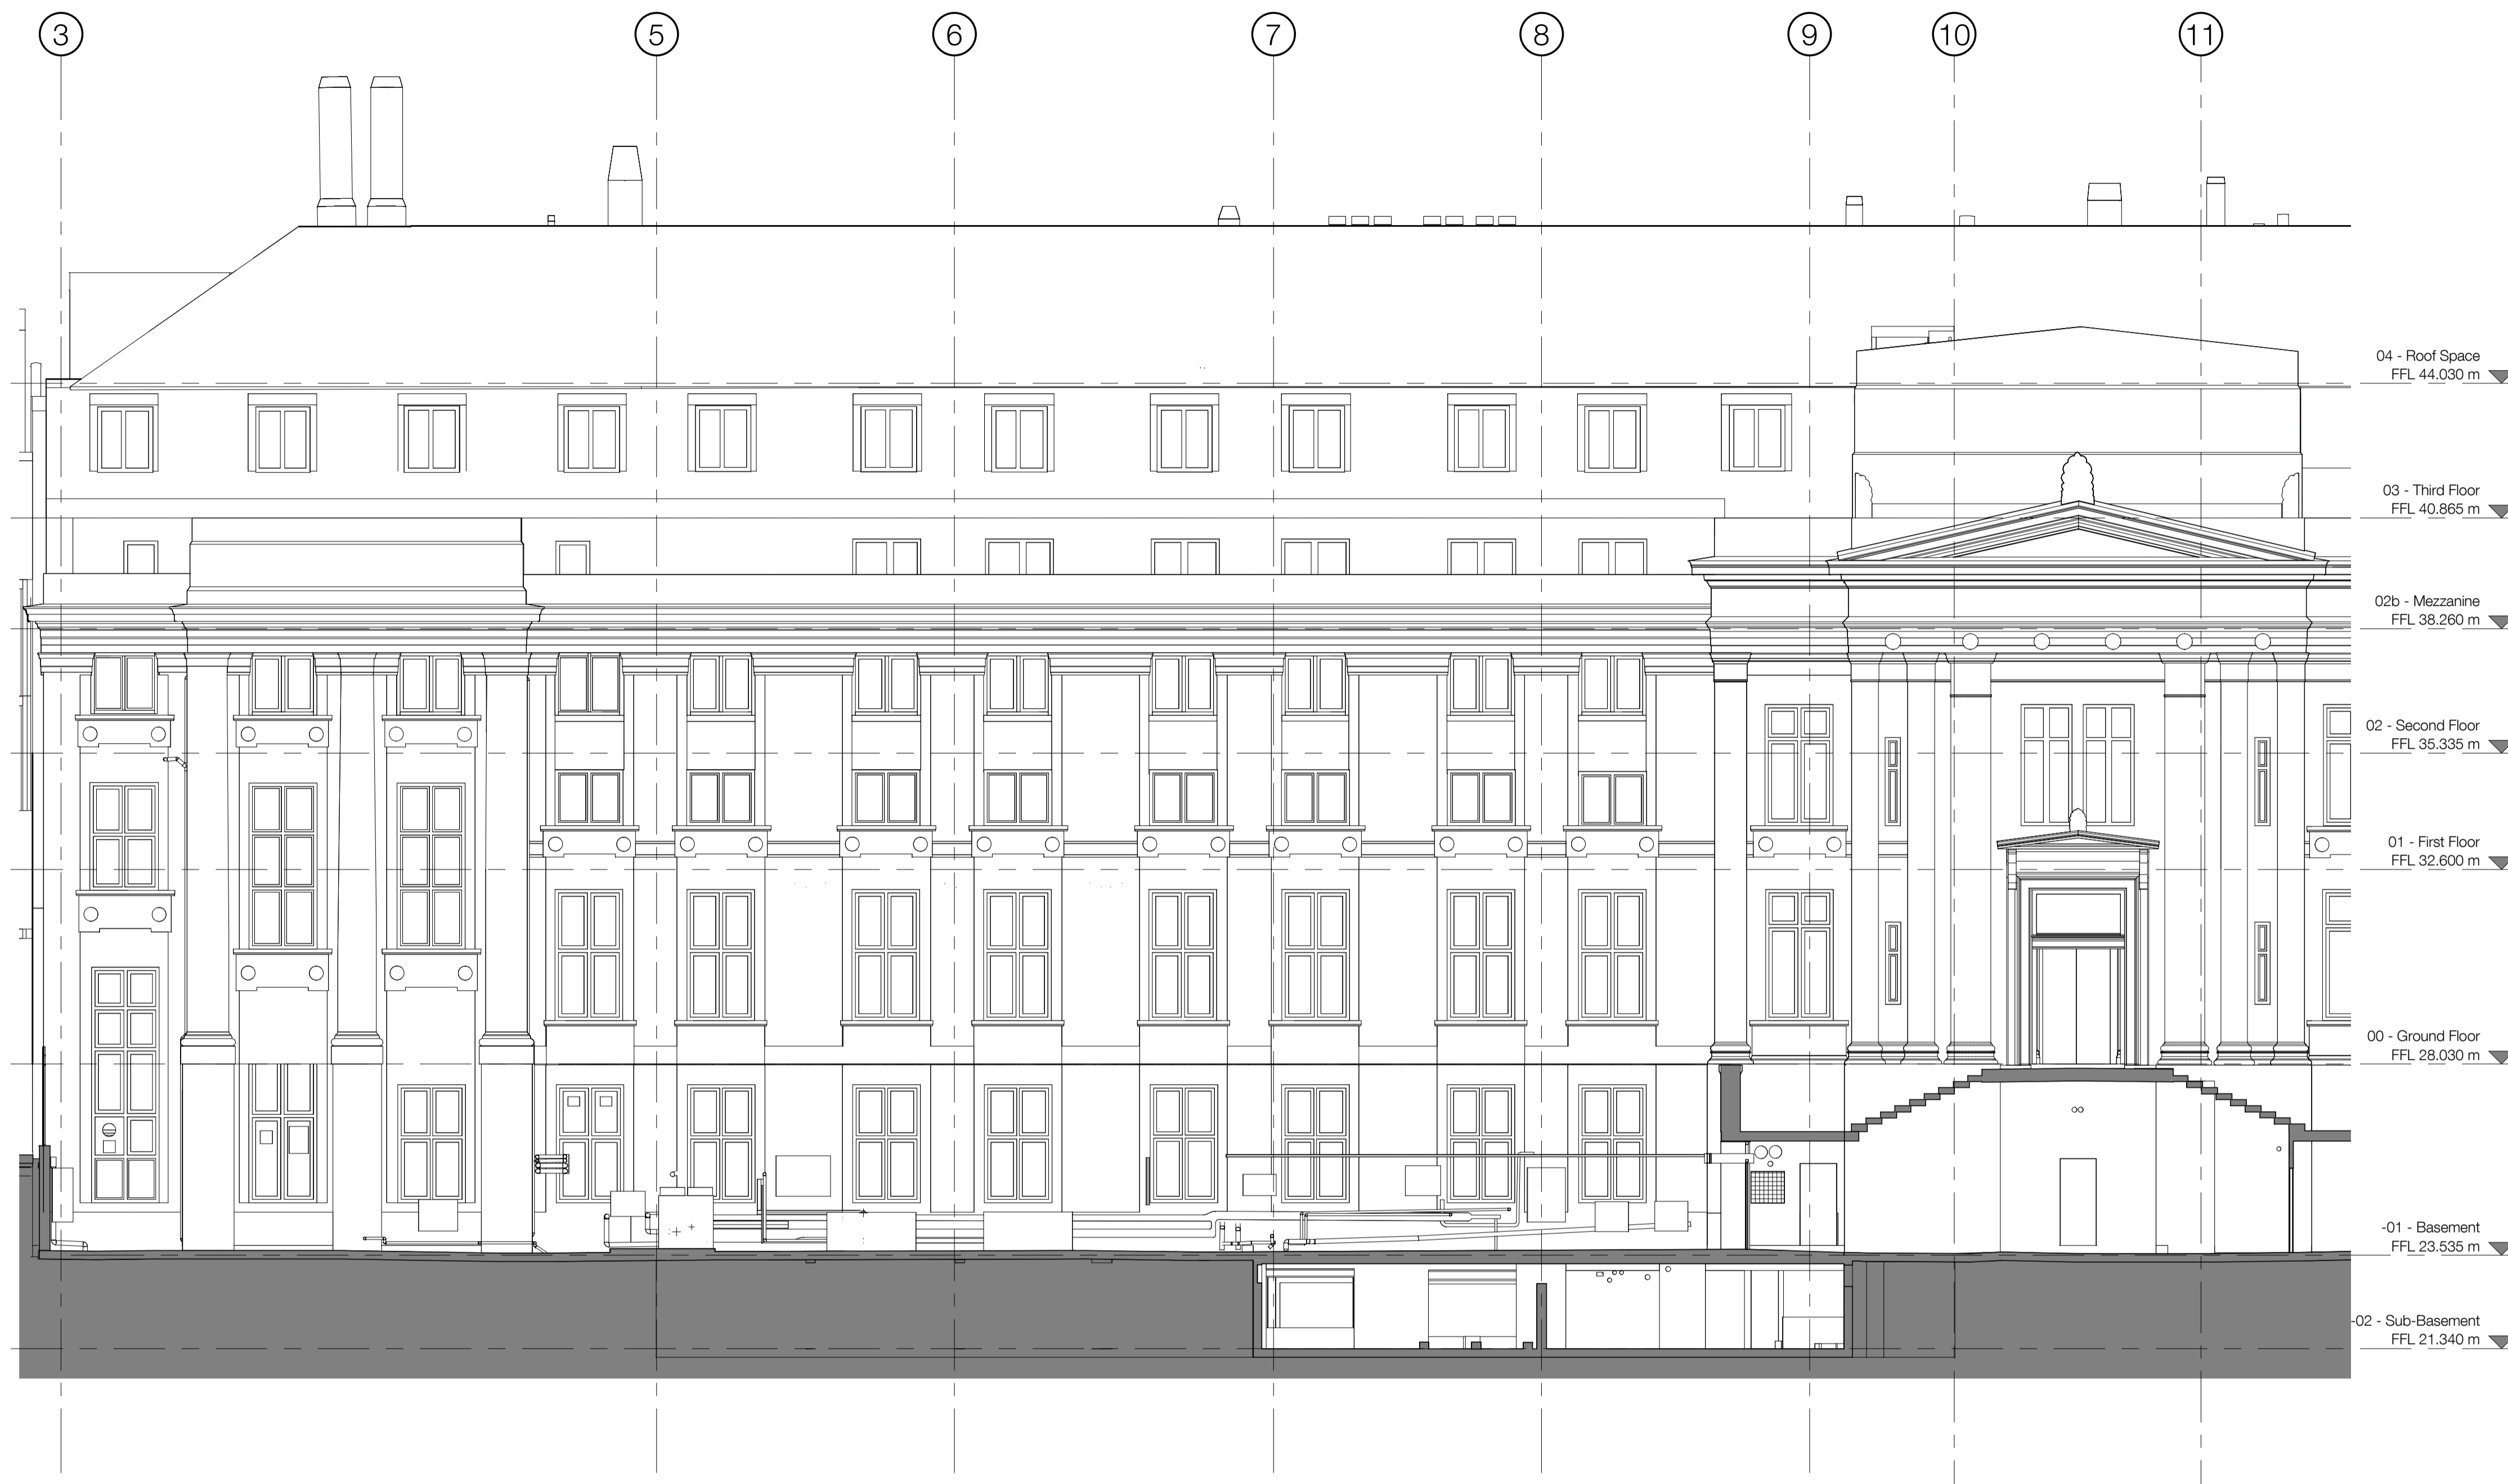 3
5
6
7
8
9
10
11
04 - Roof Space
FFL 44.030 m
03 - Third Floor
FFL 40.865 m
02b - Mezzanine
FFL 38.260 m
02 - Second Floor
FFL 35.335 m
01 - First Floor
FFL 32.600 m
00 - Ground Floor
FFL 28.030 m
-01 - Basement
FFL 23.535 m
-02 - Sub-Basement
FFL 21.340 m